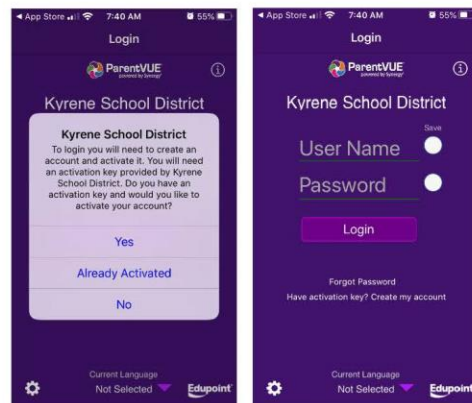 App Store 7:40 AM 55%
Login
ParentVUE
powered by Synergy
Kyrene School District
Kyrene School District
To login you will need to create an
account and activate it. You will need
an activation key provided by Kyrene
School District. Do you have an
activation key and would you like to
activate your account?
Yes
Already Activated
No
Current Language
Not Selected
Edupoint
App Store 7:40 AM 55%
Login
ParentVUE
powered by Synergy
Kyrene School District
Save
User Name
Password
Login
Forgot Password
Have activation key? Create my account
Current Language
Not Selected
Edupoint